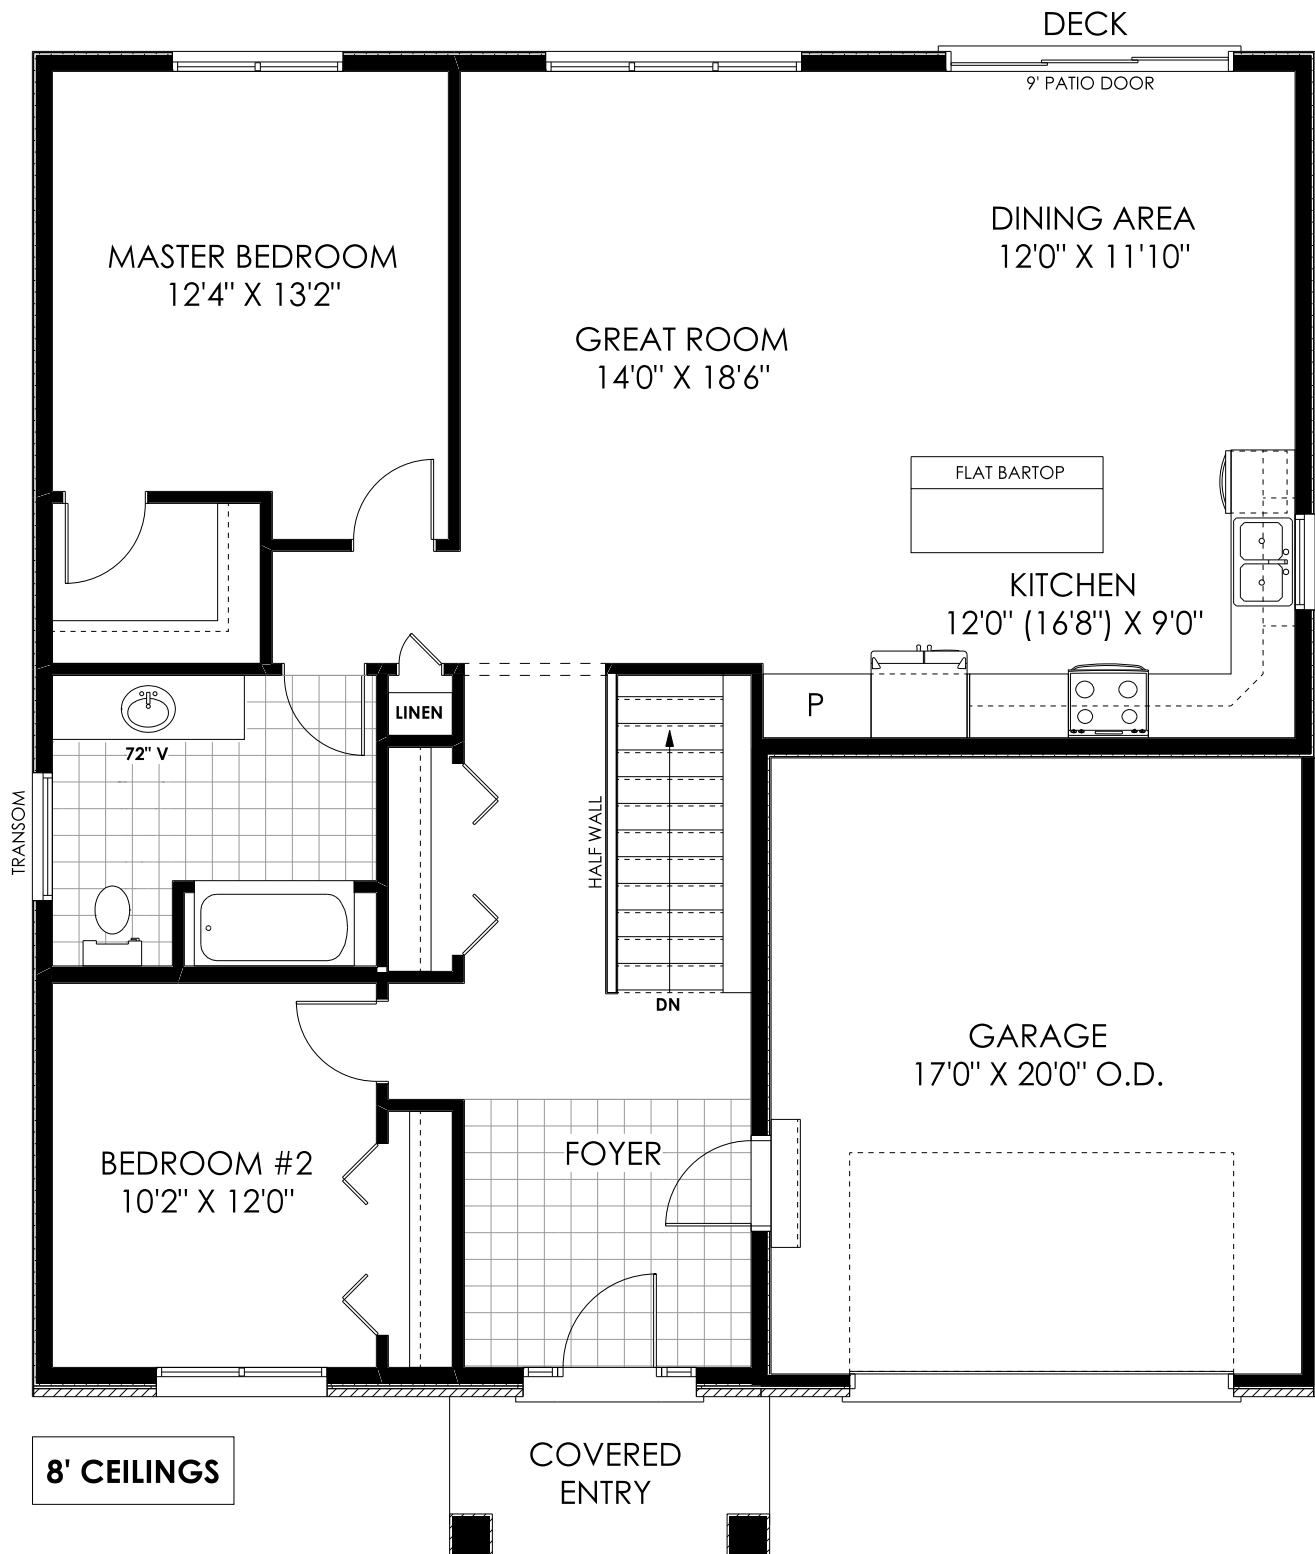 DECK
9' PATIO DOOR
DINING AREA
12'0" X 11'10"
MASTER BEDROOM
12'4" X 13'2"
GREAT ROOM
14'0" X 18'6"
FLAT BARTOP
KITCHEN
12'0" (16'8") X 9'0"
P
LINEN
72" V
TRANSOM
HALF WALL
DN
GARAGE
17'0" X 20'0" O.D.
FOYER
BEDROOM #2
10'2" X 12'0"
8' CEILINGS
COVERED
ENTRY